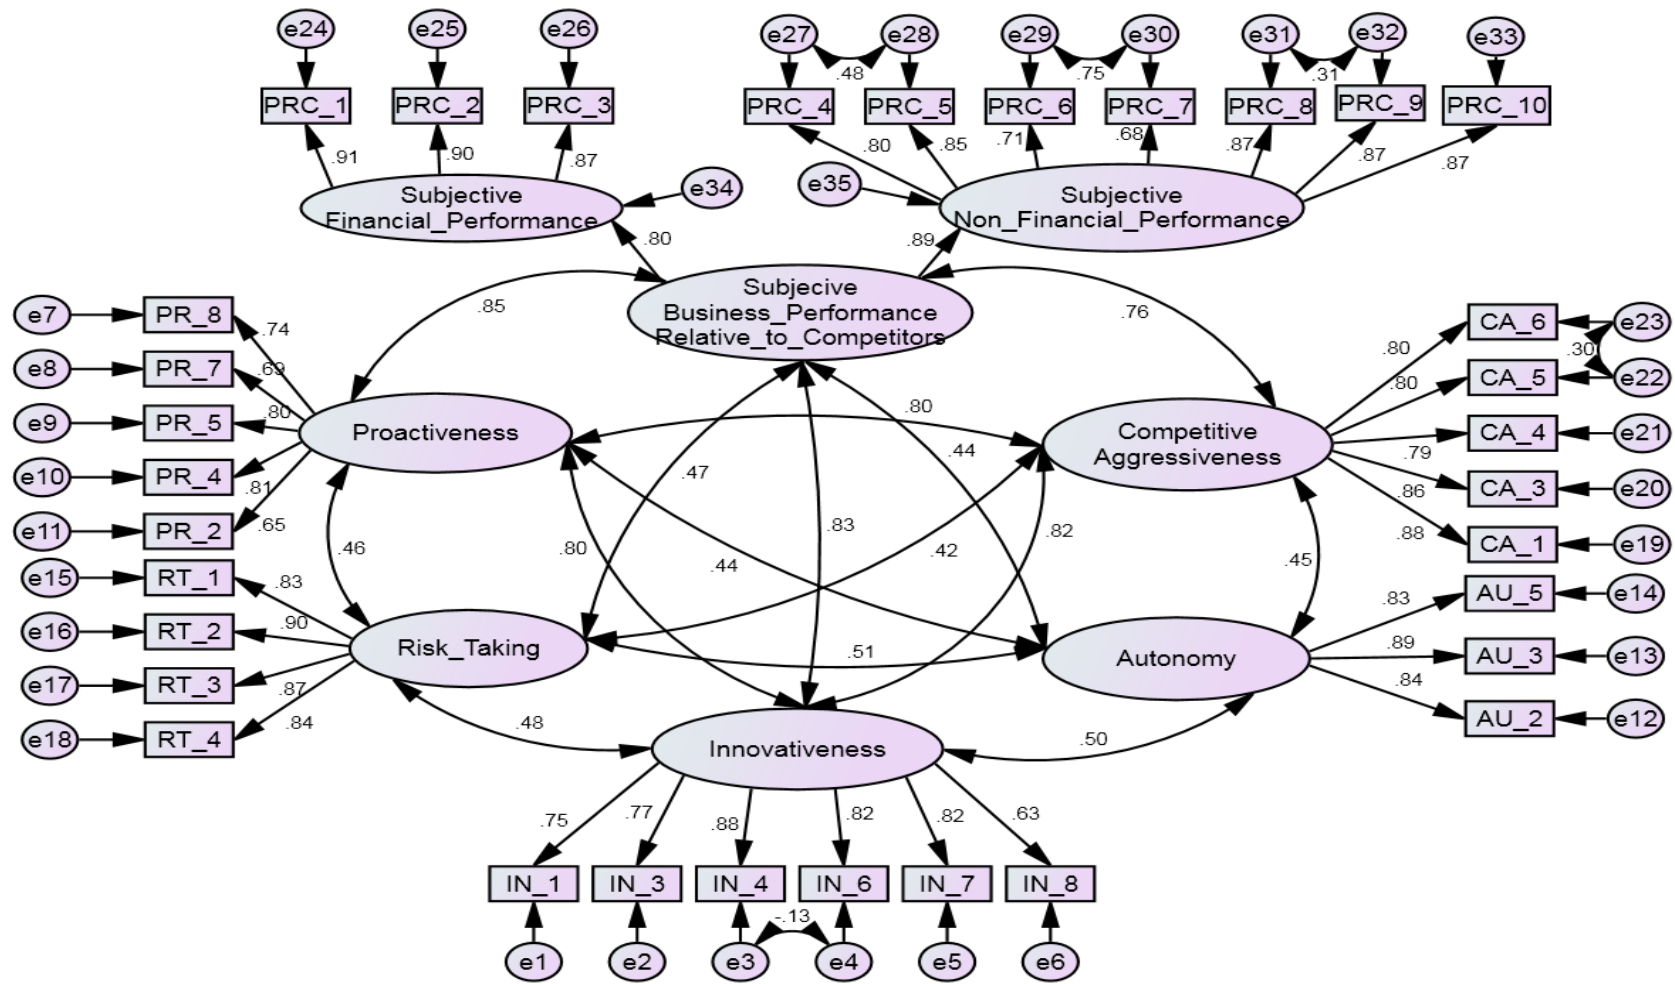 e24 e25 e26 e27 e28 e29 e30 e31 e32 e33
.48 .75 .31
PRC_1 PRC_2 PRC_3 PRC_4 PRC_5 PRC_6 PRC_7 PRC_8 PRC_9 PRC_10
.91 .90 .87 .80 .85 .71 .68 .87 .87 .87
Subjective
Financial_Performance
e34
e35
Subjective
Non_Financial_Performance
.80 .89
Subjecive
Business_Performance
Relative_to_Competitors
.85 .76
e7 PR_8 .74
e8 PR_7 .69
e9 PR_5 .80
e10 PR_4 .81
e11 PR_2 .65
Proactiveness
Competitive
Aggressiveness
.80 CA_6 e23
.30
.80 CA_5 e22
CA_4 e21
.79 CA_3 e20
.86
.88 CA_1 e19
.80
.44
.47
.83
.82
.46
.80
.44
.42
.45
e15 RT_1 .83
e16 RT_2 .90
e17 RT_3 .87
e18 RT_4 .84
Risk_Taking
.51
Autonomy
.83 AU_5 e14
.89 AU_3 e13
.84 AU_2 e12
.48
Innovativeness
.50
.75 .77 .88 .82 .82 .63
IN_1 IN_3 IN_4 IN_6 IN_7 IN_8
-.13
e1 e2 e3 e4 e5 e6